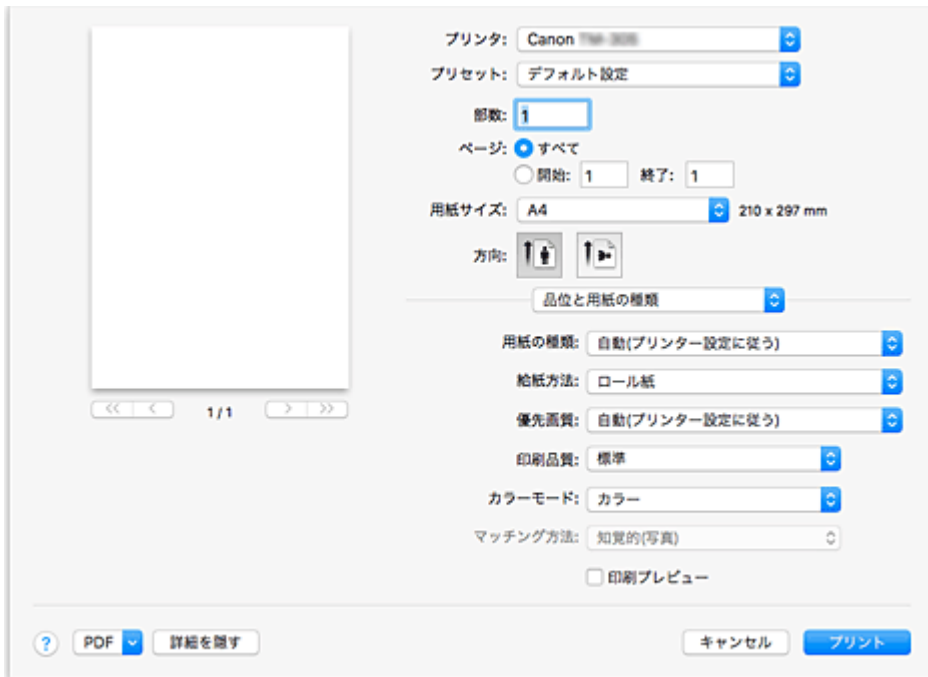 プリンタ: Canon
プリセット: デフォルト設定
部数: 1
ページ: すべて
開始: 1 終了: 1
用紙サイズ: A4 210 x 297 mm
方向:
品位と用紙の種類
用紙の種類: 自動(プリンター設定に従う)
給紙方法: ロール紙
優先画質: 自動(プリンター設定に従う)
印刷品質: 標準
カラーモード: カラー
マッチング方法: 知覚的(写真)
印刷プレビュー
<< < 1 / 1 > >>
? PDF 詳細を隠す キャンセル プリント